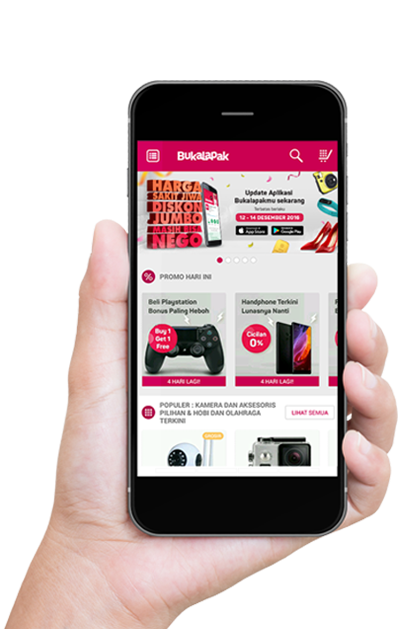 BukaLapak
HARGA
SAKIT JIWA
DISKON
JUMBO
MASIH BISA
NEGO
Update Aplikasi
Bukalapakmu sekarang
12 - 14 DESEMBER 2016
App Store
Google Play
PROMO HARI INI
Beli Playstation
Bonus Paling Heboh
Buy 1
Get 1
Free
4 HARI LAGI!
Handphone Terkini
Lunasnya Nanti
Cicilan
0%
4 HARI LAGI!
POPULER : KAMERA DAN AKSESORIS
PILIHAN & HOBI DAN OLAHRAGA
TERKINI
LIHAT SEMUA